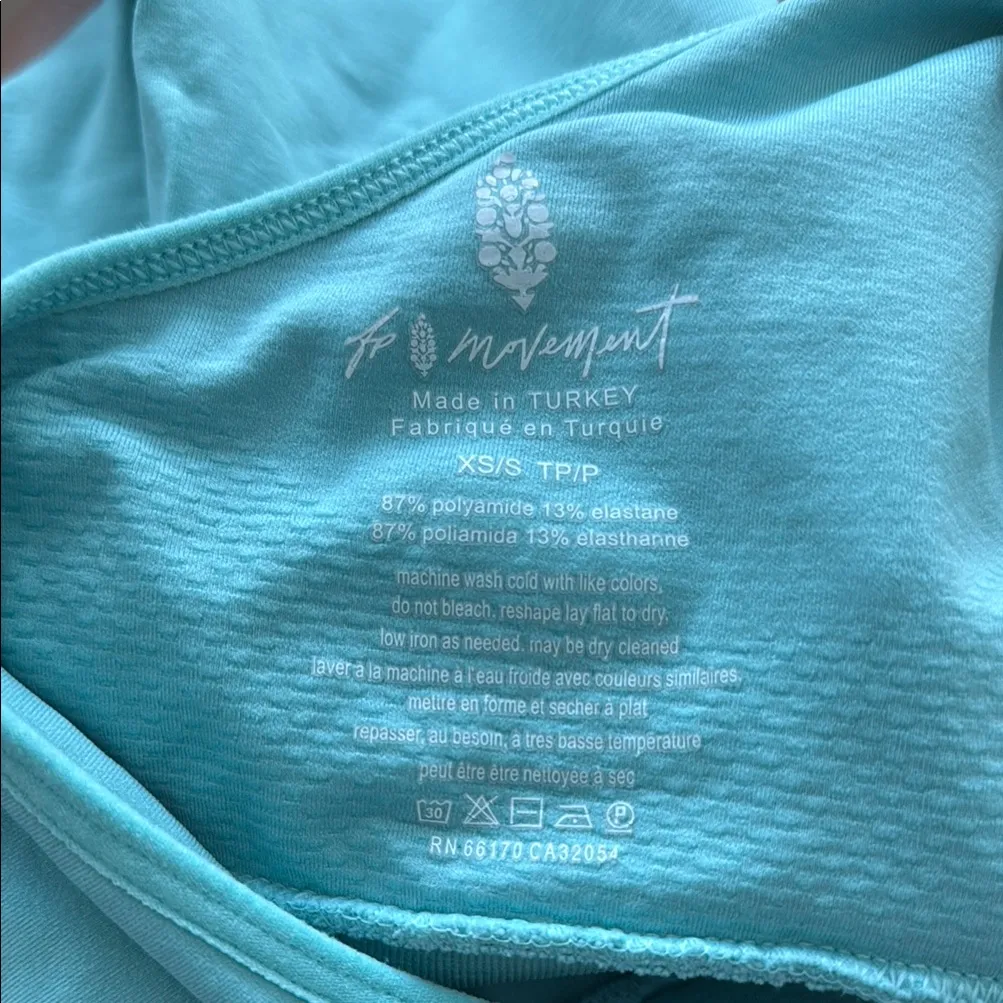 fp movement
Made in TURKEY
Fabriqué en Turquie
XS/S TP/P
87% polyamide 13% elastane
87% poliamida 13% elasthanne
machine wash cold with like colors,
do not bleach. reshape lay flat to dry.
low iron as needed. may be dry cleaned
laver à la machine à l'eau froide avec couleurs similaires.
mettre en forme et secher à plat
repasser, au besoin, à tres basse température
peut être être nettoyée à sec
30 P
RN 66170 CA32054